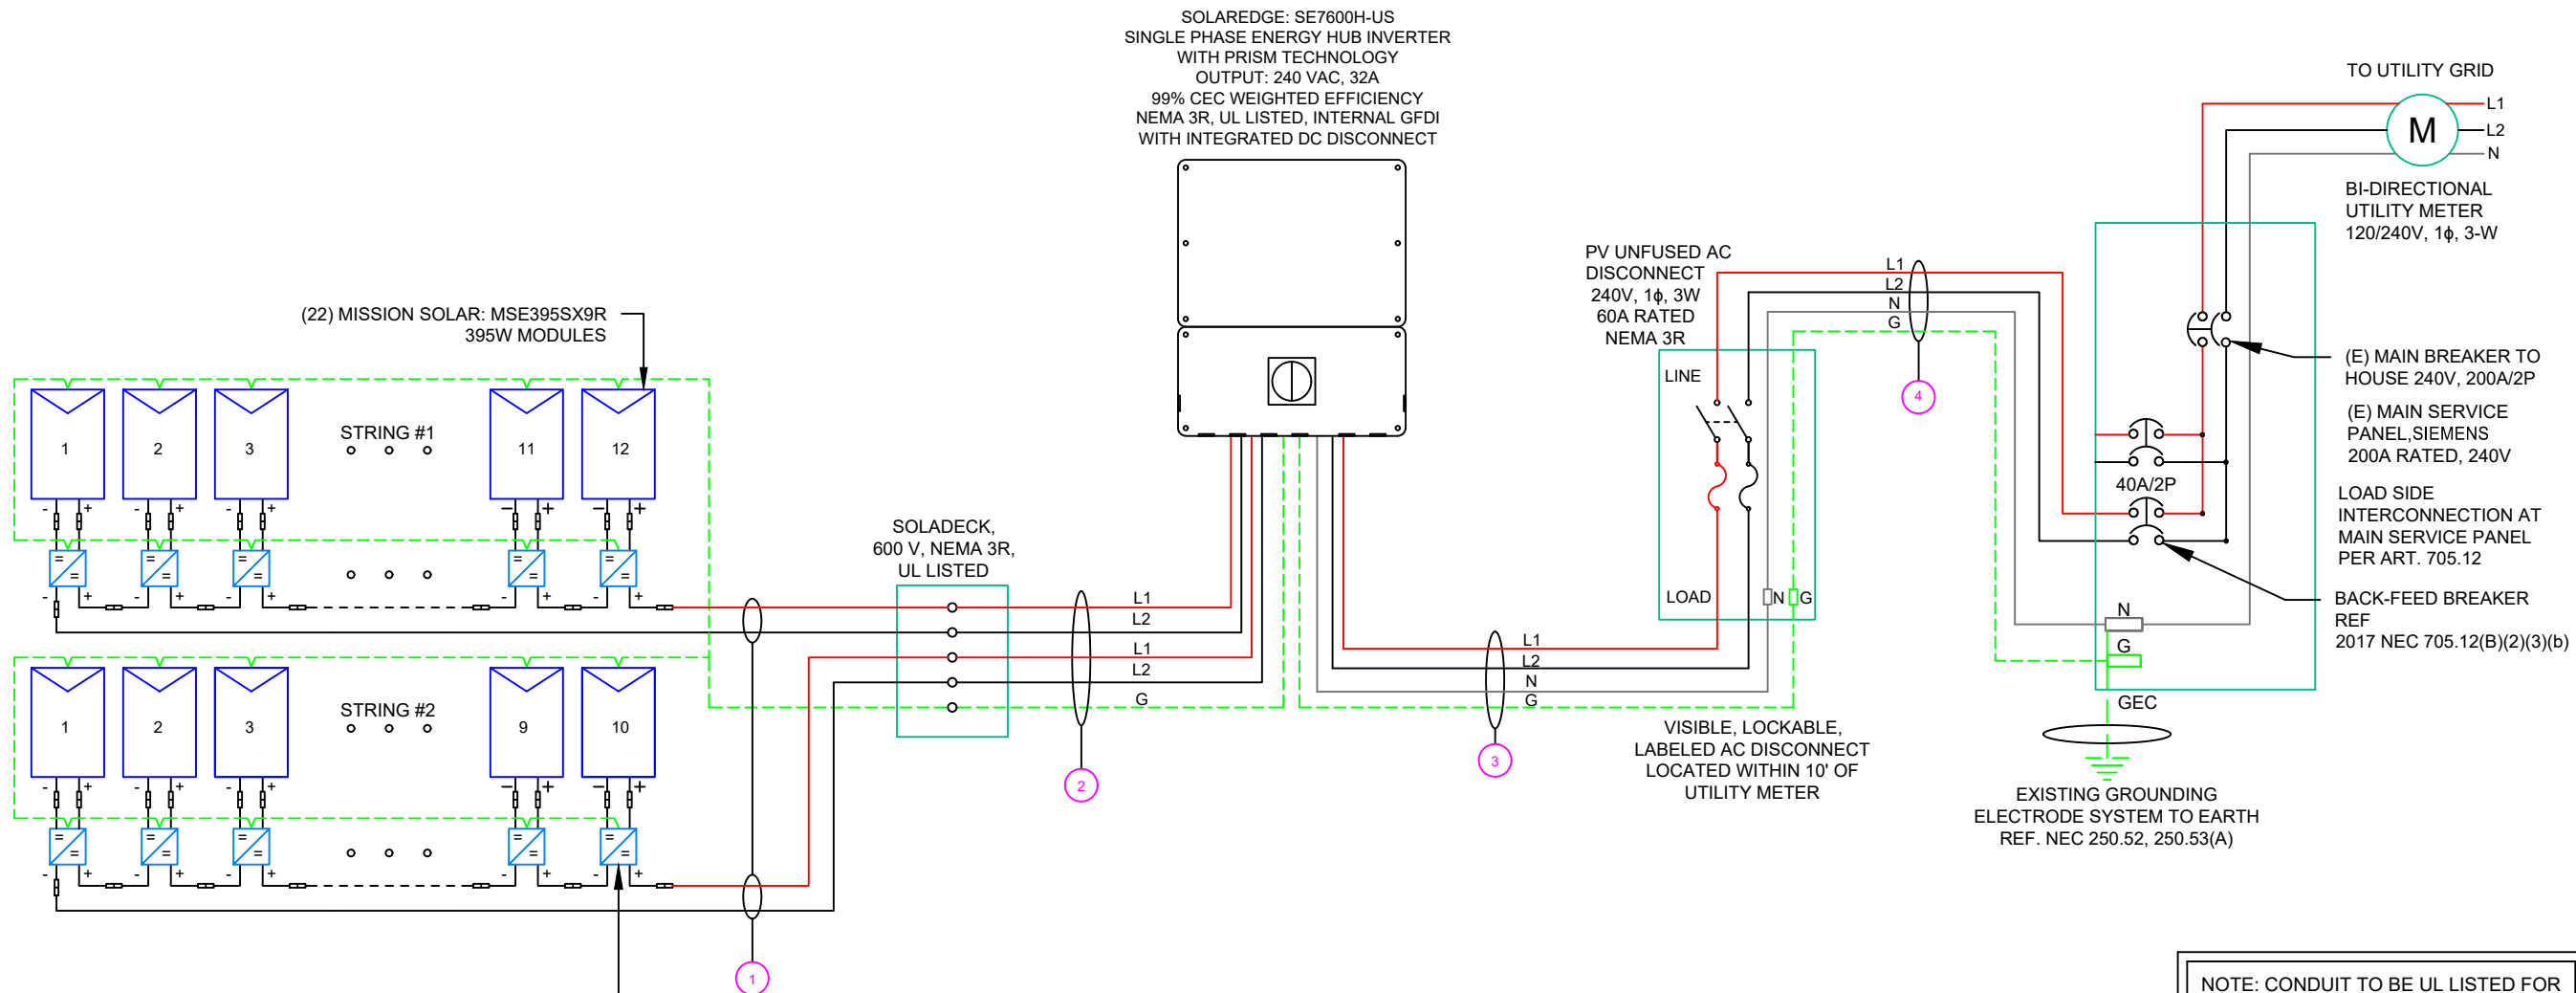 SOLAREDGE: SE7600H-US
SINGLE PHASE ENERGY HUB INVERTER
WITH PRISM TECHNOLOGY
OUTPUT: 240 VAC, 32A
99% CEC WEIGHTED EFFICIENCY
NEMA 3R, UL LISTED, INTERNAL GFDI
WITH INTEGRATED DC DISCONNECT
TO UTILITY GRID
L1
M
L2
N
BI-DIRECTIONAL
UTILITY METER
120/240V, 1ϕ, 3-W
PV UNFUSED AC
DISCONNECT
240V, 1ϕ, 3W
60A RATED
NEMA 3R
LINE
LOAD
N
G
L1
L2
N
G
4
(E) MAIN BREAKER TO
HOUSE 240V, 200A/2P
(E) MAIN SERVICE
PANEL,SIEMENS
200A RATED, 240V
40A/2P
LOAD SIDE
INTERCONNECTION AT
MAIN SERVICE PANEL
PER ART. 705.12
BACK-FEED BREAKER
REF
2017 NEC 705.12(B)(2)(3)(b)
N
G
GEC
EXISTING GROUNDING
ELECTRODE SYSTEM TO EARTH
REF. NEC 250.52, 250.53(A)
(22) MISSION SOLAR: MSE395SX9R
395W MODULES
STRING #1
1 2 3 11 12
- + - + - + - + - +
= = = = = = = = = =
- + - + - + - + - +
SOLADECK,
600 V, NEMA 3R,
UL LISTED
L1
L2
L1
L2
G
2
L1
L2
N
G
3
VISIBLE, LOCKABLE,
LABELED AC DISCONNECT
LOCATED WITHIN 10' OF
UTILITY METER
STRING #2
1 2 3 9 10
- + - + - + - + - +
= = = = = = = = = =
- + - + - + - + - +
1
NOTE: CONDUIT TO BE UL LISTED FOR